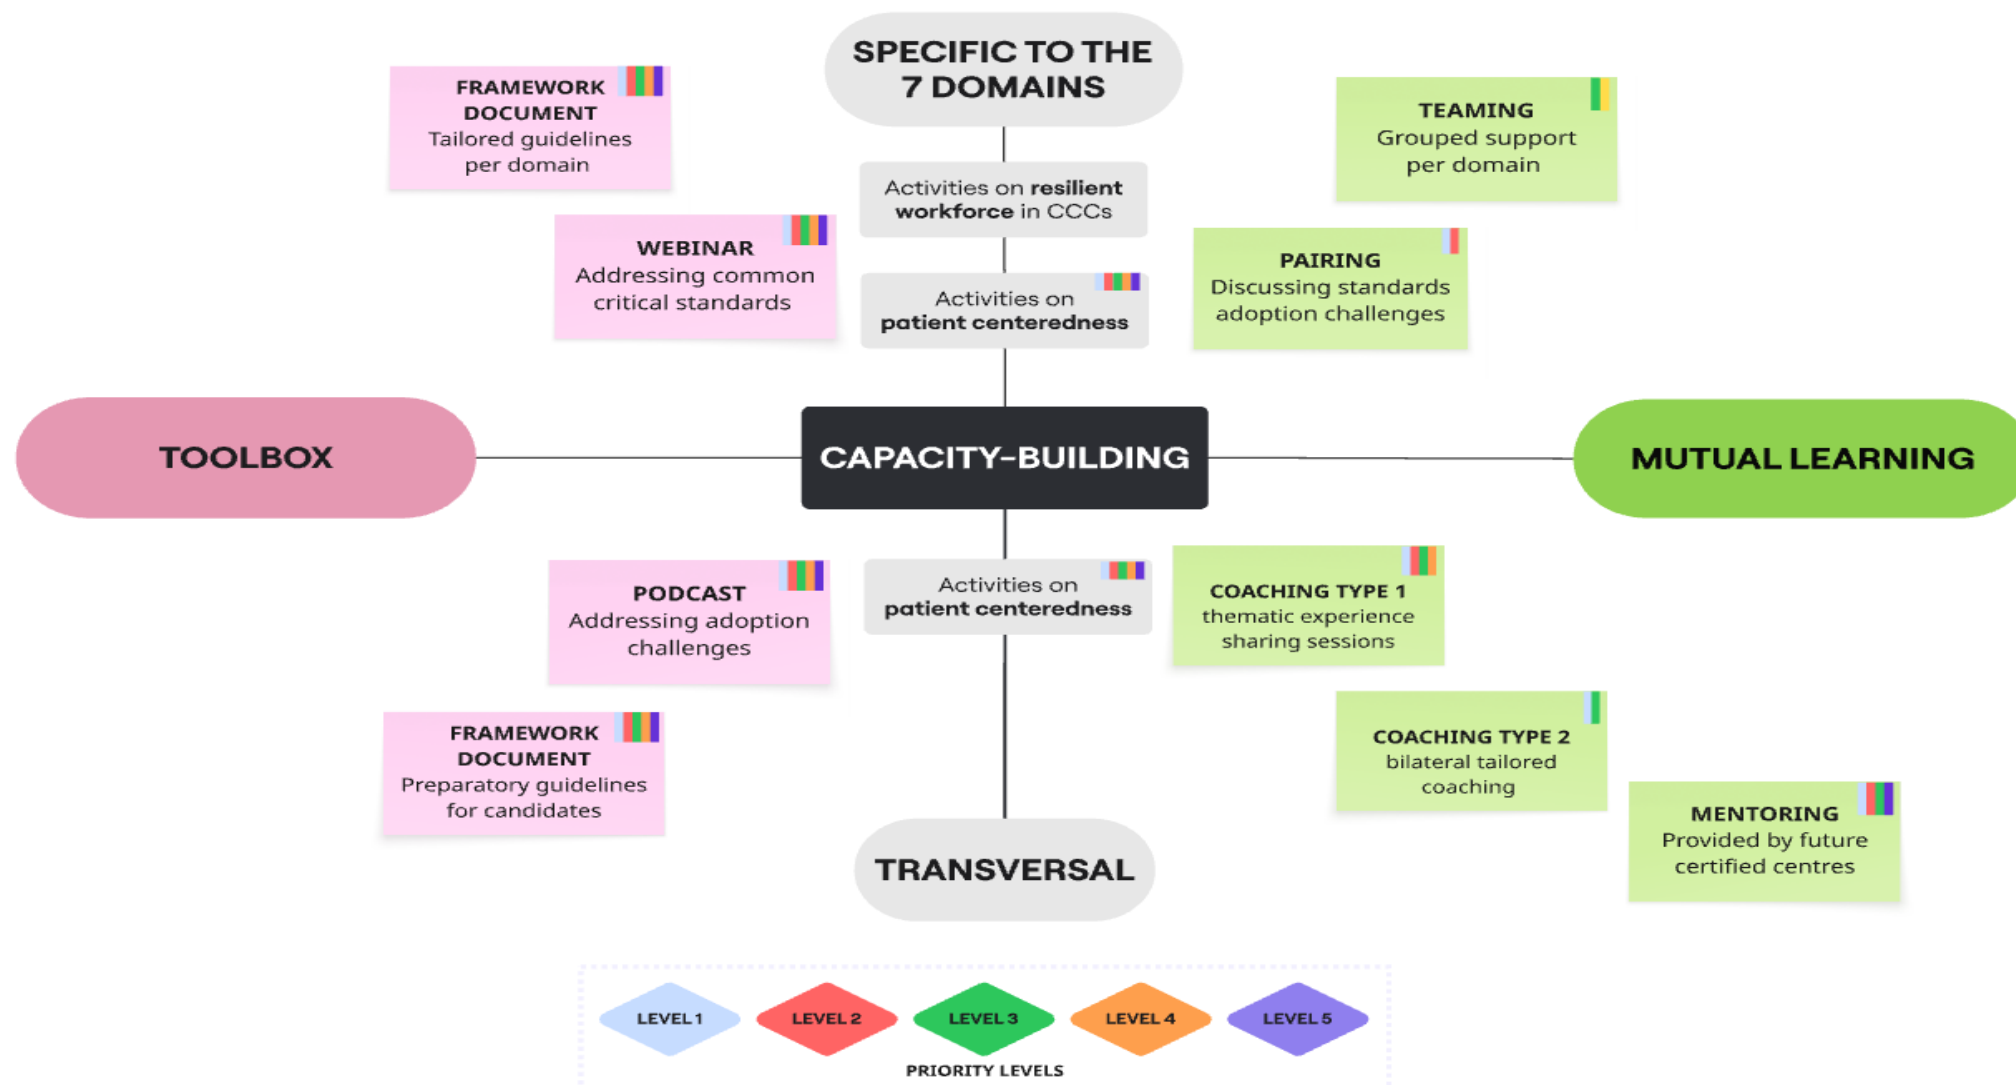 SPECIFIC TO THE
7 DOMAINS
FRAMEWORK
DOCUMENT
Tailored guidelines
per domain
TEAMING
Grouped support
per domain
Activities on resilient
workforce in CCCs
WEBINAR
Addressing common
critical standards
Activities on
patient centeredness
PAIRING
Discussing standards
adoption challenges
TOOLBOX
CAPACITY-BUILDING
MUTUAL LEARNING
PODCAST
Addressing adoption
challenges
Activities on
patient centeredness
COACHING TYPE 1
thematic experience
sharing sessions
FRAMEWORK
DOCUMENT
Preparatory guidelines
for candidates
COACHING TYPE 2
bilateral tailored
coaching
MENTORING
Provided by future
certified centres
TRANSVERSAL
LEVEL 1
LEVEL 2
LEVEL 3
LEVEL 4
LEVEL 5
PRIORITY LEVELS